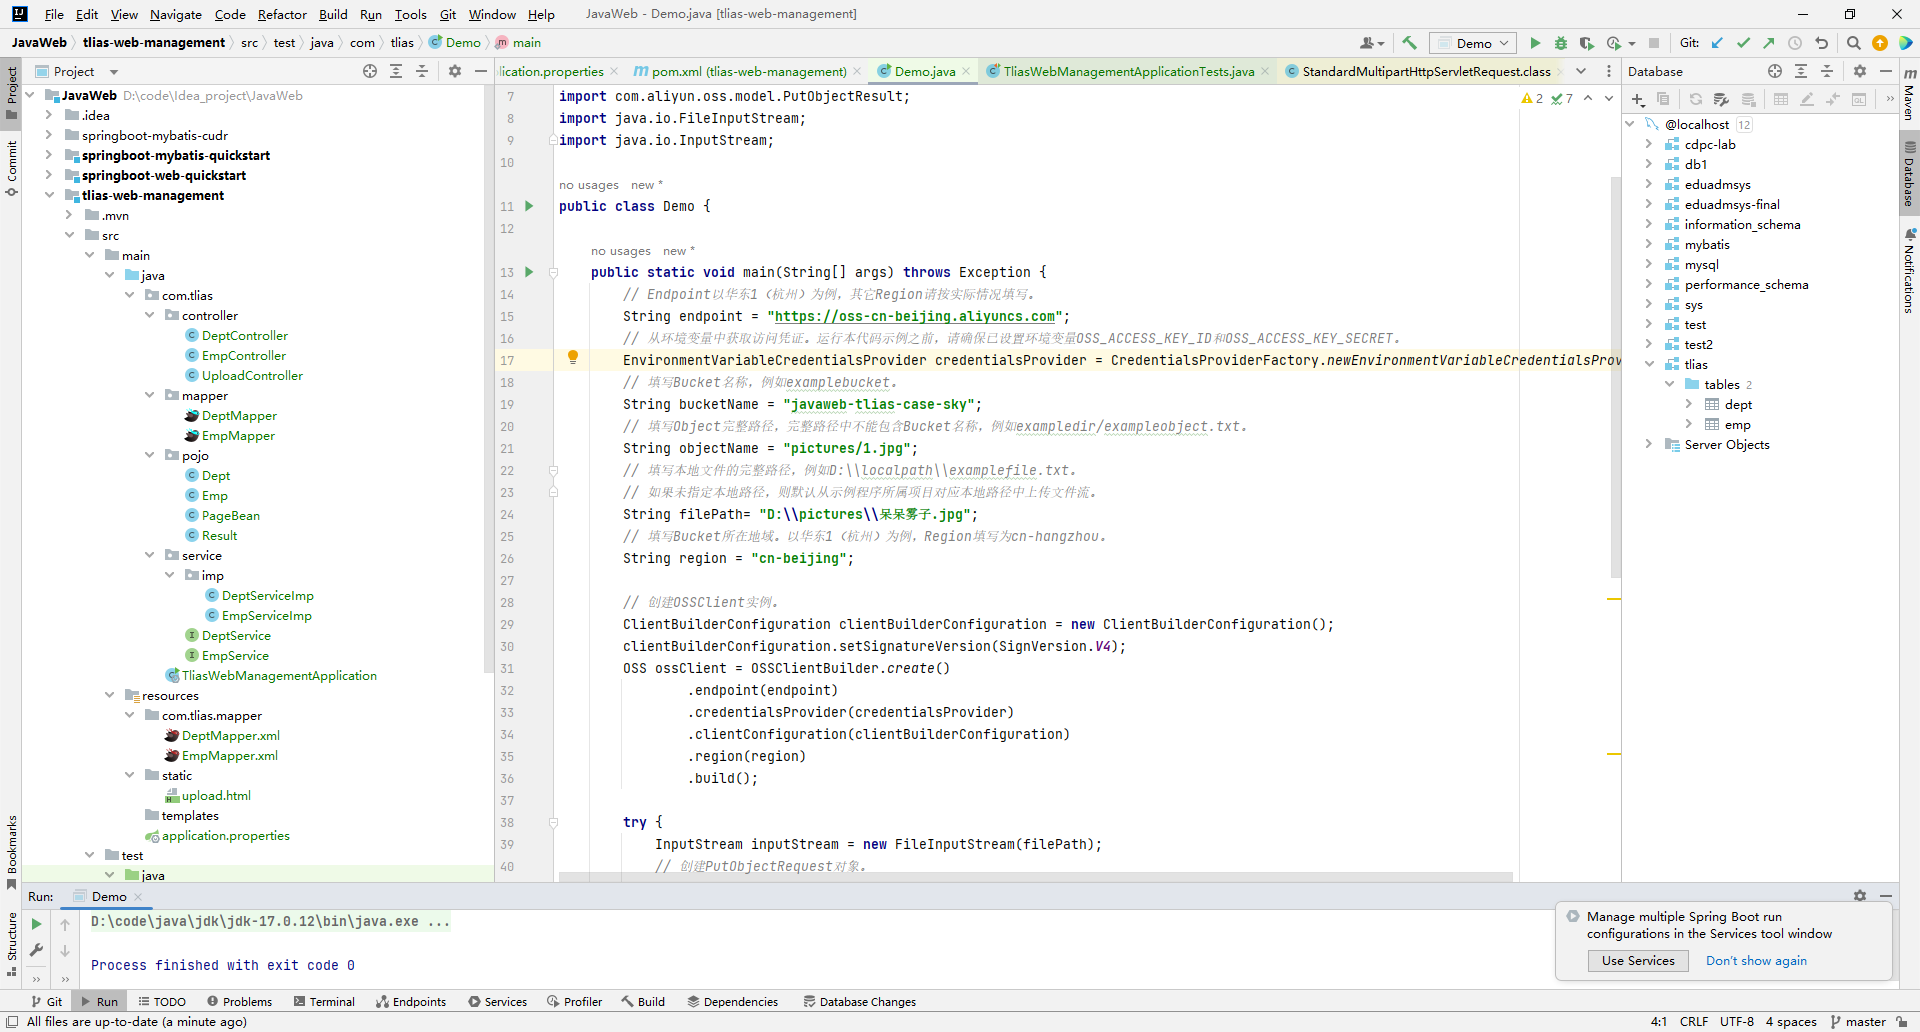 File Edit View Navigate Code Refactor Build Run Tools Git Window Help JavaWeb - Demo.java [tlias-web-management]
JavaWeb tlias-web-management src test java com tlias Demo main
Demo Git:
Project
lication.properties pom.xml (tlias-web-management) Demo.java TliasWebManagementApplicationTests.java StandardMultipartHttpServletRequest.class
Database
Project
Commit
Bookmarks
Structure
JavaWeb D:\code\Idea_project\JavaWeb
.idea
springboot-mybatis-cudr
springboot-mybatis-quickstart
springboot-web-quickstart
tlias-web-management
.mvn
src
main
java
com.tlias
controller
DeptController
EmpController
UploadController
mapper
DeptMapper
EmpMapper
pojo
Dept
Emp
PageBean
Result
service
imp
DeptServiceImp
EmpServiceImp
DeptService
EmpService
TliasWebManagementApplication
resources
com.tlias.mapper
DeptMapper.xml
EmpMapper.xml
static
upload.html
templates
application.properties
test
java
2 7
7 import com.aliyun.oss.model.PutObjectResult;
8 import java.io.FileInputStream;
9 import java.io.InputStream;
10
no usages new *
11 public class Demo {
12
no usages new *
13 public static void main(String[] args) throws Exception {
14 // Endpoint以华东1（杭州）为例，其它Region请按实际情况填写。
15 String endpoint = "https://oss-cn-beijing.aliyuncs.com";
16 // 从环境变量中获取访问凭证。运行本代码示例之前，请确保已设置环境变量OSS_ACCESS_KEY_ID和OSS_ACCESS_KEY_SECRET。
17 EnvironmentVariableCredentialsProvider credentialsProvider = CredentialsProviderFactory.newEnvironmentVariableCredentialsProv
18 // 填写Bucket名称，例如examplebucket。
19 String bucketName = "javaweb-tlias-case-sky";
20 // 填写Object完整路径，完整路径中不能包含Bucket名称，例如exampledir/exampleobject.txt。
21 String objectName = "pictures/1.jpg";
22 // 填写本地文件的完整路径，例如D:\\localpath\\examplefile.txt。
23 // 如果未指定本地路径，则默认从示例程序所属项目对应本地路径中上传文件流。
24 String filePath= "D:\\pictures\\呆呆雾子.jpg";
25 // 填写Bucket所在地域。以华东1（杭州）为例，Region填写为cn-hangzhou。
26 String region = "cn-beijing";
27
28 // 创建OSSClient实例。
29 ClientBuilderConfiguration clientBuilderConfiguration = new ClientBuilderConfiguration();
30 clientBuilderConfiguration.setSignatureVersion(SignVersion.V4);
31 OSS ossClient = OSSClientBuilder.create()
32 .endpoint(endpoint)
33 .credentialsProvider(credentialsProvider)
34 .clientConfiguration(clientBuilderConfiguration)
35 .region(region)
36 .build();
37
38 try {
39 InputStream inputStream = new FileInputStream(filePath);
40 // 创建PutObjectRequest对象。
@localhost 12
cdpc-lab
db1
eduadmsys
eduadmsys-final
information_schema
mybatis
mysql
performance_schema
sys
test
test2
tlias
tables 2
dept
emp
Server Objects
Maven
Database
Notifications
Run: Demo
D:\code\java\jdk\jdk-17.0.12\bin\java.exe ...
Process finished with exit code 0
Manage multiple Spring Boot run
configurations in the Services tool window
Use Services Don't show again
Git Run TODO Problems Terminal Endpoints Services Profiler Build Dependencies Database Changes
All files are up-to-date (a minute ago)
4:1 CRLF UTF-8 4 spaces master